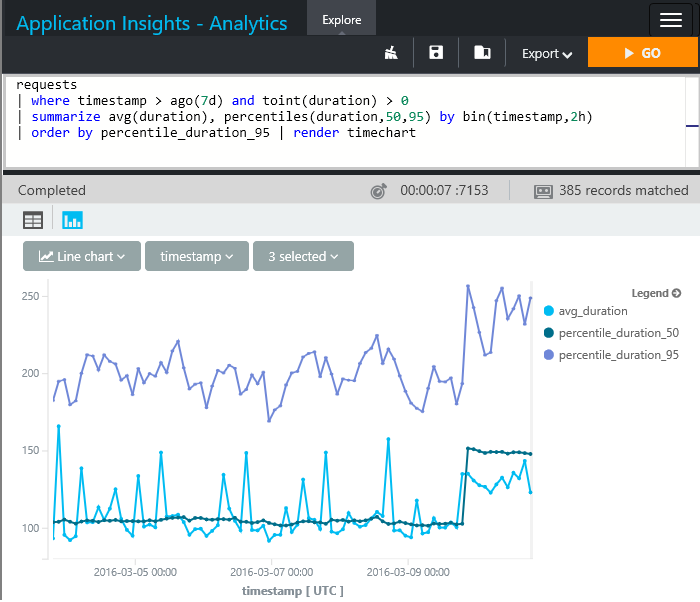 Application Insights - Analytics
Explore
Export
GO
requests
| where timestamp > ago(7d) and toint(duration) > 0
| summarize avg(duration), percentiles(duration,50,95) by bin(timestamp,2h)
| order by percentile_duration_95 | render timechart
Completed
00:00:07 :7153
385 records matched
Line chart
timestamp
3 selected
Legend
avg_duration
percentile_duration_50
percentile_duration_95
250
200
150
100
2016-03-05 00:00
2016-03-07 00:00
2016-03-09 00:00
timestamp [ UTC ]